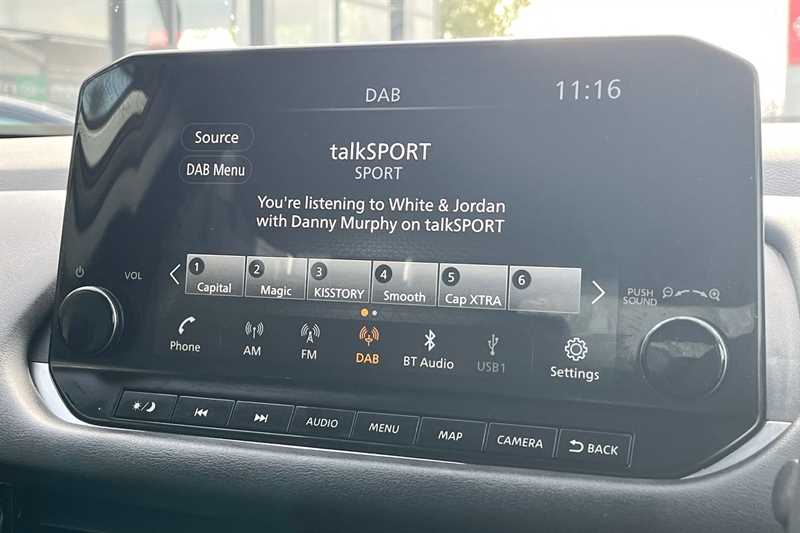 DAB
11:16
Source
DAB Menu
talkSPORT
SPORT
You're listening to White & Jordan
with Danny Murphy on talkSPORT
1 2 3 4 5 6
Capital Magic KISSTORY Smooth Cap XTRA
VOL
PUSH
SOUND
Phone AM FM DAB BT Audio USB1 Settings
AUDIO MENU MAP CAMERA BACK